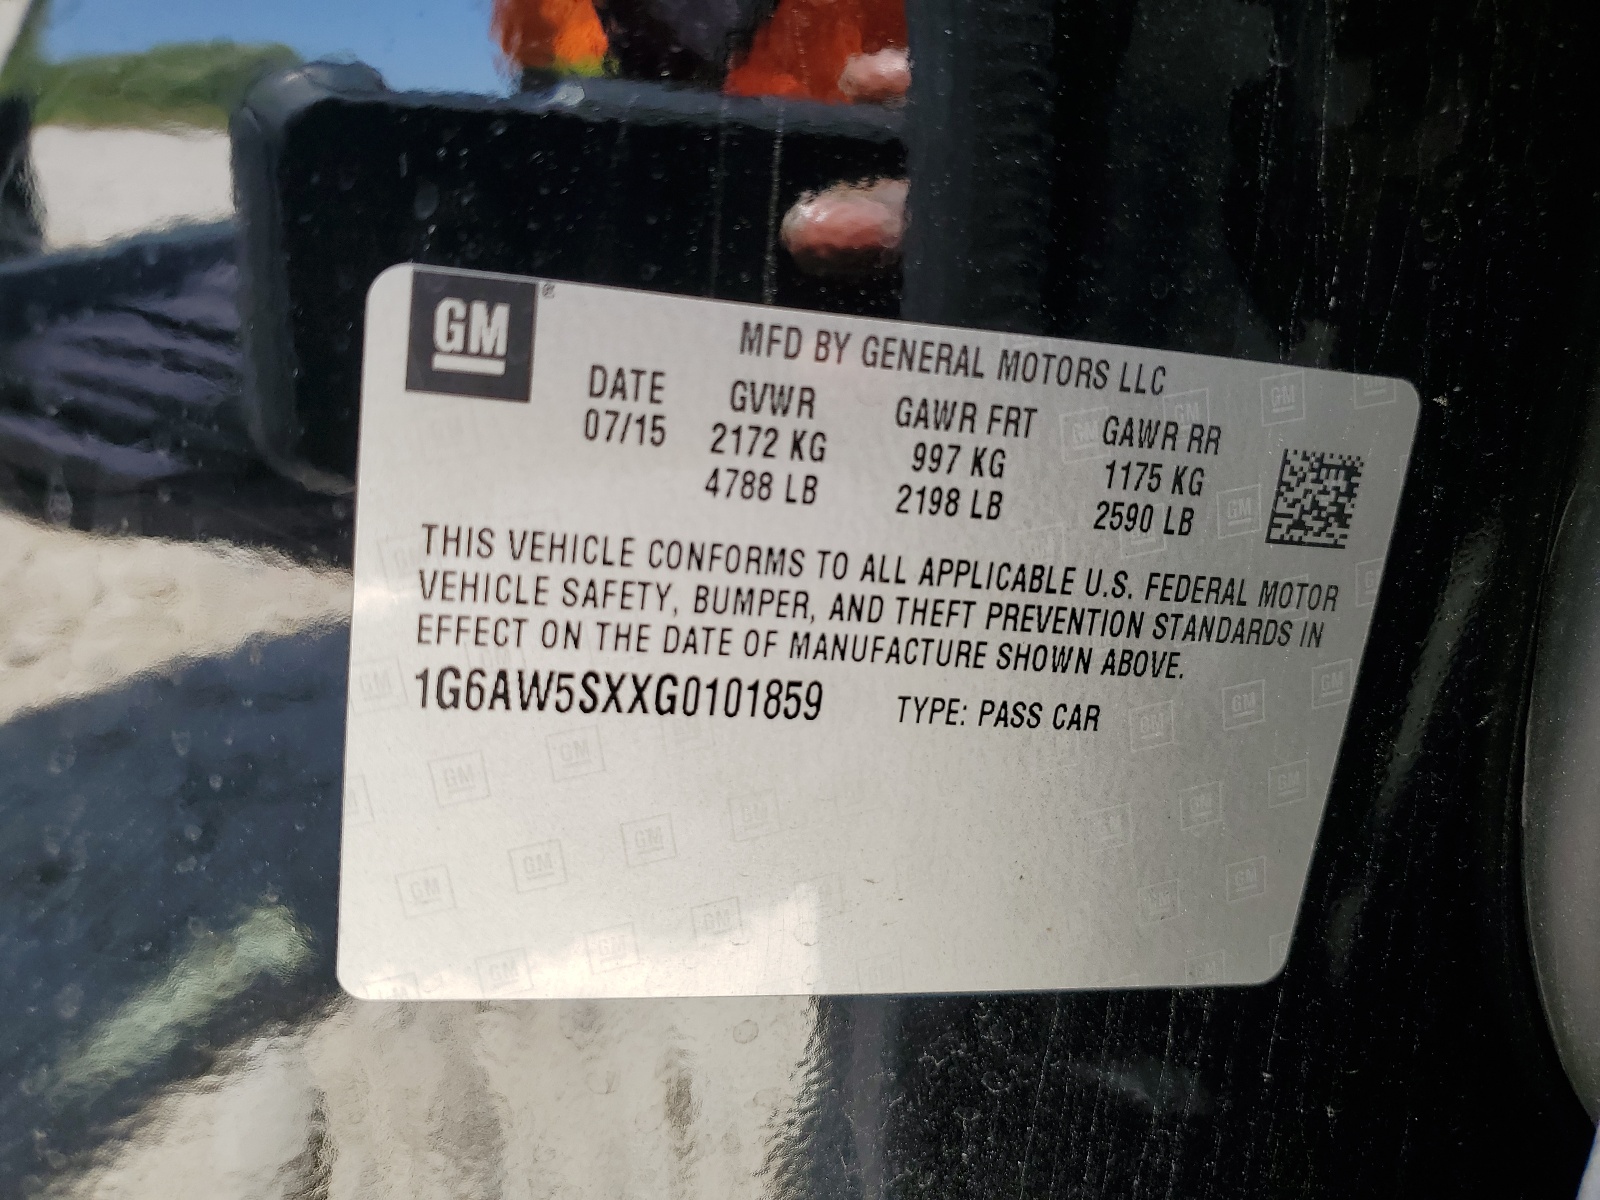 GM
MFD BY GENERAL MOTORS LLC
DATE GVWR GAWR FRT GAWR RR
07/15 2172 KG 997 KG 1175 KG
4788 LB 2198 LB 2590 LB
THIS VEHICLE CONFORMS TO ALL APPLICABLE U.S. FEDERAL MOTOR
VEHICLE SAFETY, BUMPER, AND THEFT PREVENTION STANDARDS IN
EFFECT ON THE DATE OF MANUFACTURE SHOWN ABOVE.
1G6AW5SXXG0101859 TYPE: PASS CAR